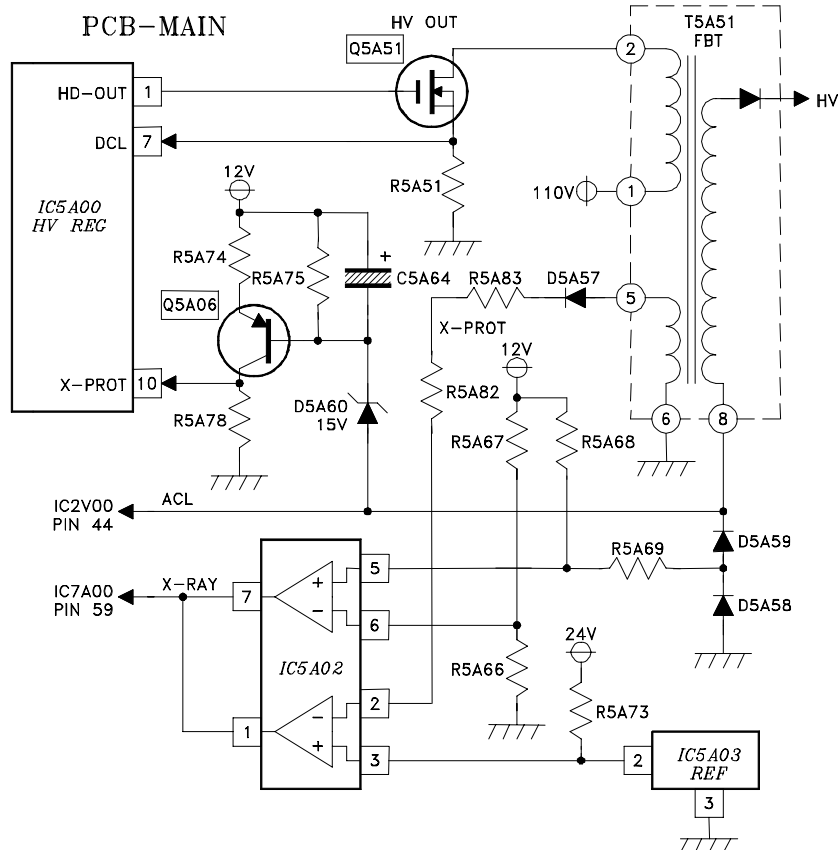 PCB-MAIN
HV OUT
T5A51
FBT
Q5A51
2
HD-OUT
1
HV
DCL
7
12V
R5A51
110V
1
IC5A00
HV REG
R5A74
R5A75
+
C5A64
R5A83
D5A57
5
Q5A06
X-PROT
12V
X-PROT
10
R5A82
R5A78
D5A60
15V
R5A67
R5A68
6
8
IC2V00
PIN 44
ACL
D5A59
R5A69
5
+
IC7A00
PIN 59
X-RAY
7
D5A58
-
6
24V
IC5A02
R5A66
2
-
R5A73
1
+
3
2
IC5A03
REF
3